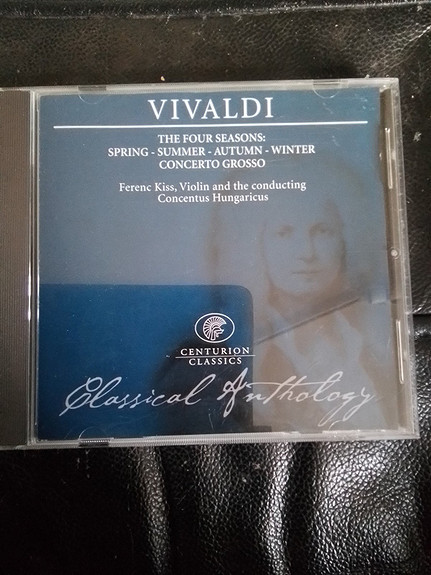 VIVALDI
THE FOUR SEASONS:
SPRING - SUMMER - AUTUMN - WINTER
CONCERTO GROSSO
Ferenc Kiss, Violin and the conducting
Concentus Hungaricus
CENTURION
CLASSICS
Classical Anthology